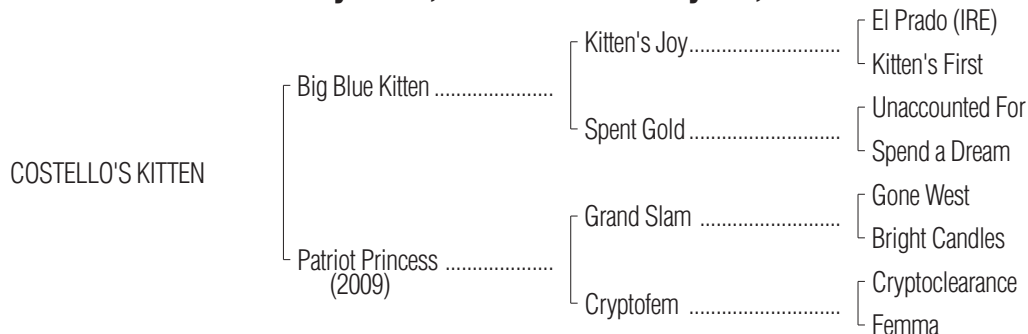 El Prado (IRE)
Kitten's Joy................................
Kitten's First
Big Blue Kitten .........................
Unaccounted For
Spent Gold................................
Spend a Dream
COSTELLO'S KITTEN
Gone West
Grand Slam ..............................
Bright Candles
Patriot Princess .......................
(2009)
Cryptoclearance
Cryptofem ................................
Femma